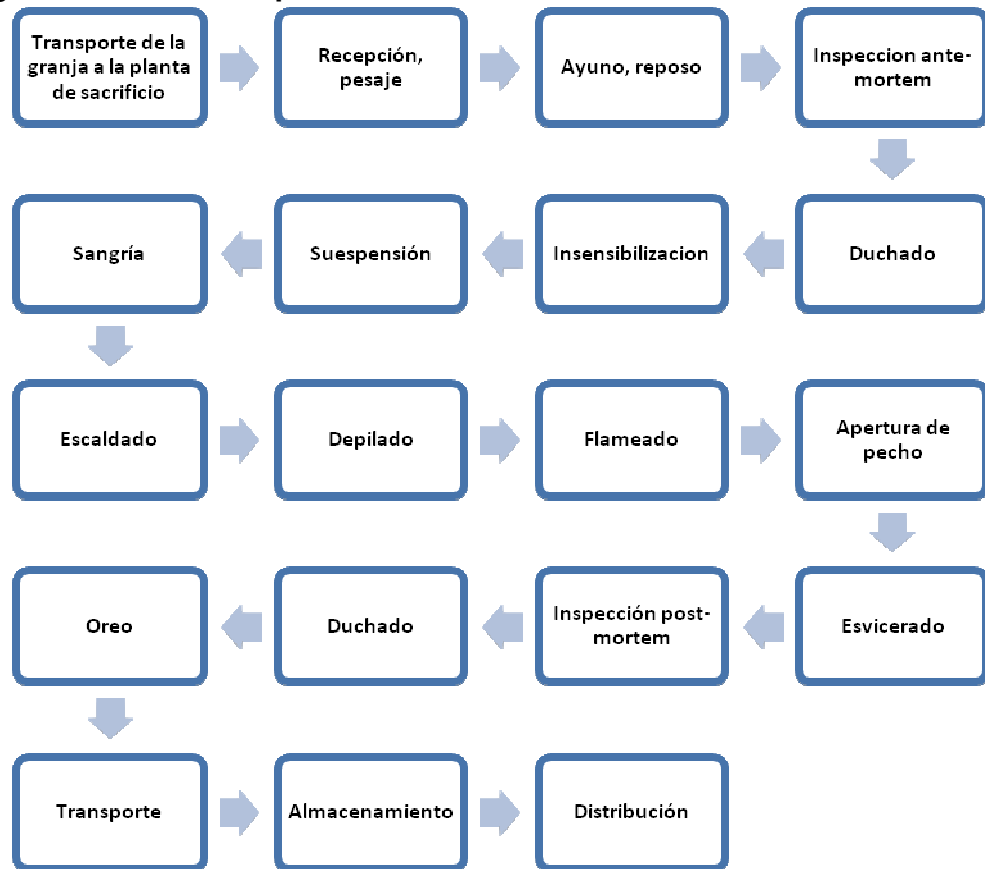 Transporte de la
granja a la planta
de sacrificio
Recepción,
pesaje
Ayuno, reposo
Inspeccion ante-
mortem
Duchado
Insensibilizacion
Suespensión
Sangría
Escaldado
Depilado
Flameado
Apertura de
pecho
Esvicerado
Inspección post-
mortem
Duchado
Oreo
Transporte
Almacenamiento
Distribución